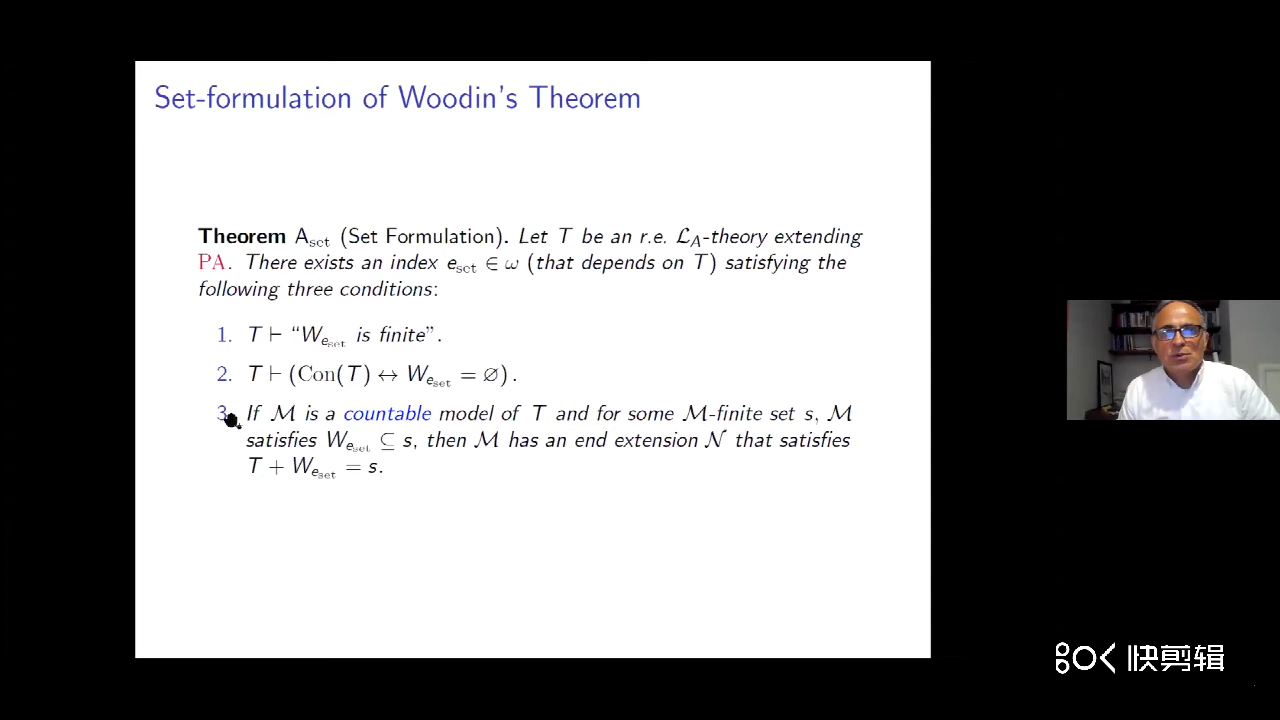 Set-formulation of Woodin's Theorem
Theorem A_set (Set Formulation). Let T be an r.e. ℒ_A-theory extending
PA. There exists an index e_set ∈ ω (that depends on T) satisfying the
following three conditions:
1. T ⊢ “W_{e_set} is finite”.
2. T ⊢ (Con(T) ↔ W_{e_set} = ∅).
3. If ℳ is a countable model of T and for some ℳ-finite set s, ℳ
satisfies W_{e_set} ⊆ s, then ℳ has an end extension 𝒩 that satisfies
T + W_{e_set} = s.
快剪辑